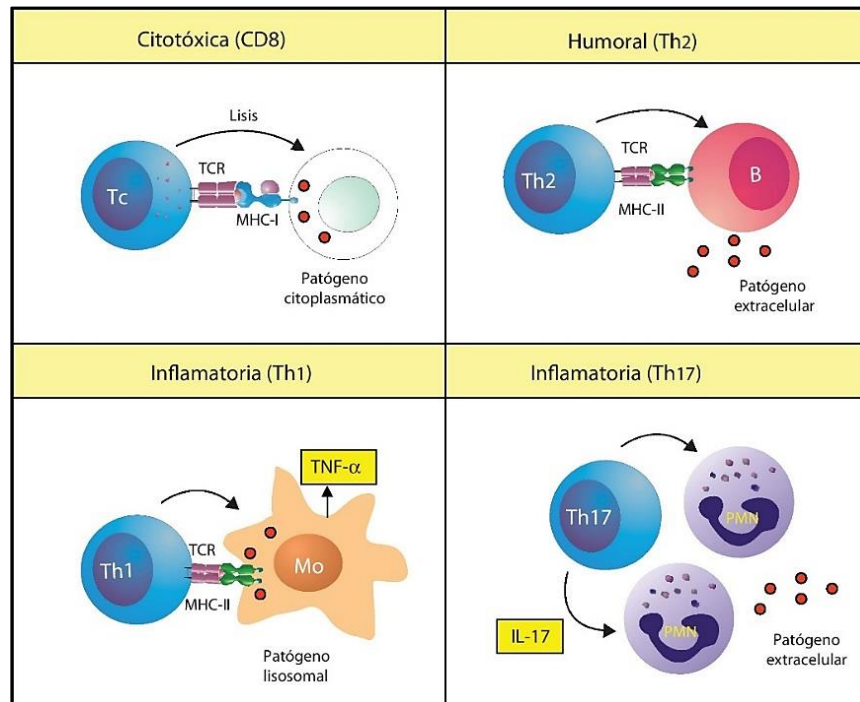 Citotóxica (CD8)
Humoral (Th2)
Lisis
Tc
TCR
MHC-I
Patógeno
citoplasmático
TCR
Th2
B
MHC-II
Patógeno
extracelular
Inflamatoria (Th1)
Inflamatoria (Th17)
TNF-α
TCR
Th1
Mo
MHC-II
Patógeno
lisosomal
PMN
Th17
IL-17
PMN
Patógeno
extracelular